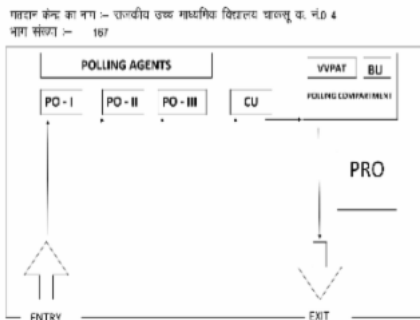 मतदान केन्द्र का नाम :- राजकीय उच्च माध्यमिक विद्यालय चाकसू क. नं.0 4
भाग संख्या :- 167
POLLING AGENTS
VVPAT BU
POLLING COMPARTMENT
PO - I PO - II PO - III CU
PRO
ENTRY EXIT